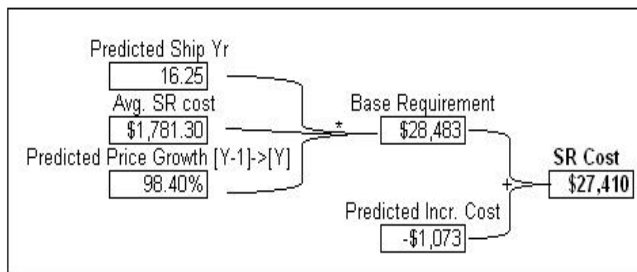 Predicted Ship Yr
16.25
Avg. SR cost
$1,781.30
Predicted Price Growth [Y-1]->[Y]
98.40%
*
Base Requirement
$28,483
Predicted Incr. Cost
-$1,073
+
SR Cost
$27,410